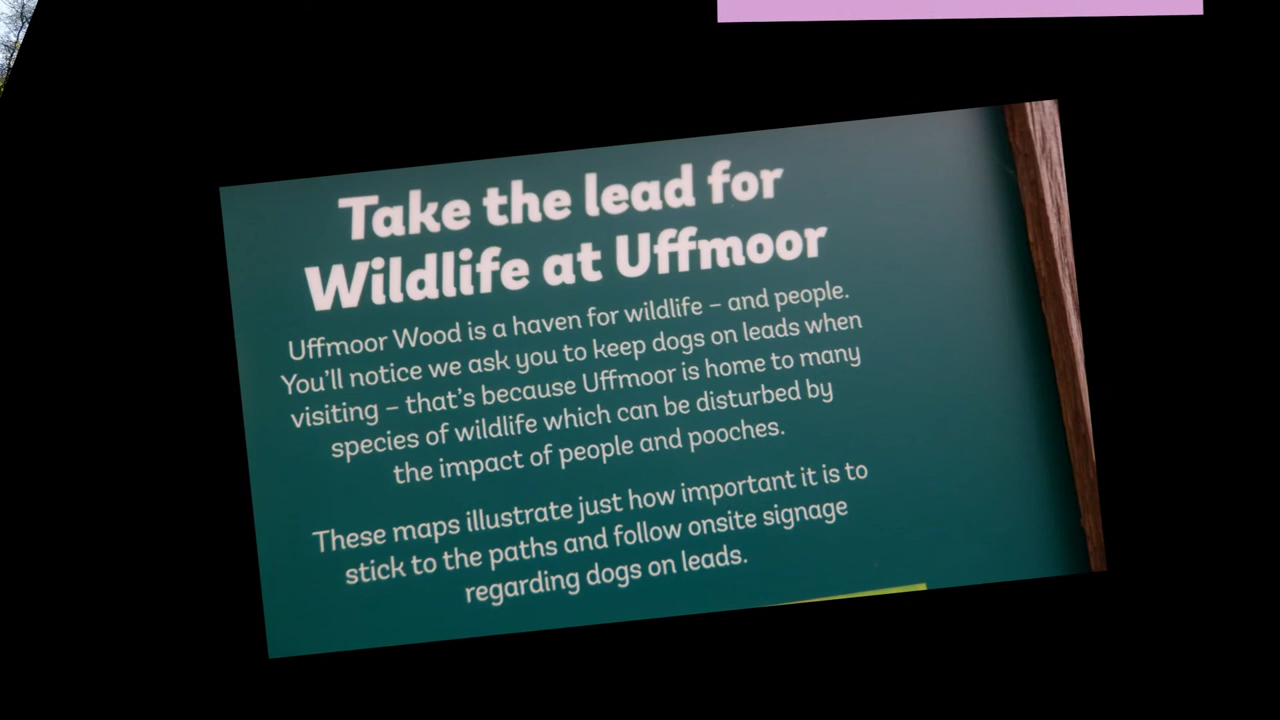 Take the lead for
Wildlife at Uffmoor
Uffmoor Wood is a haven for wildlife – and people.
You'll notice we ask you to keep dogs on leads when
visiting – that's because Uffmoor is home to many
species of wildlife which can be disturbed by
the impact of people and pooches.
These maps illustrate just how important it is to
stick to the paths and follow onsite signage
regarding dogs on leads.